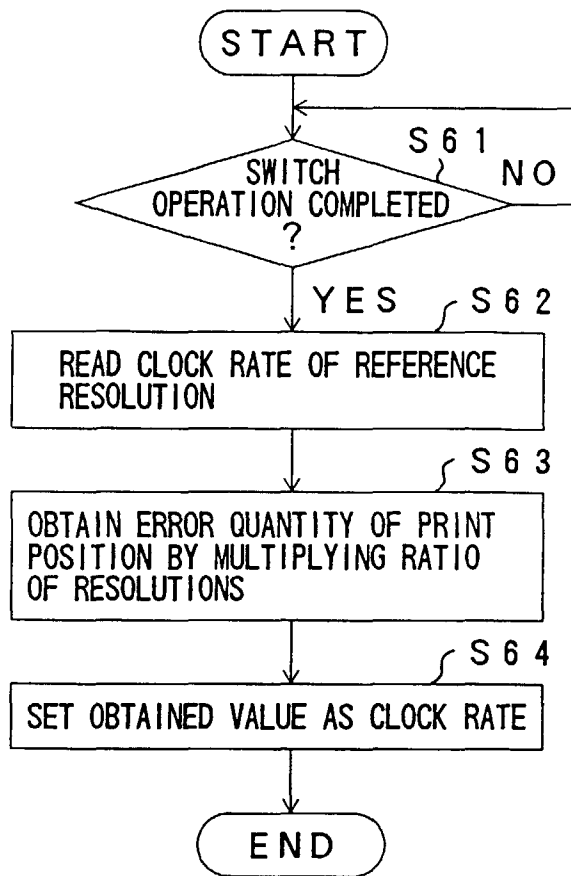 START
S61
SWITCH
OPERATION COMPLETED
?
NO
YES
S62
READ CLOCK RATE OF REFERENCE
RESOLUTION
S63
OBTAIN ERROR QUANTITY OF PRINT
POSITION BY MULTIPLYING RATIO
OF RESOLUTIONS
S64
SET OBTAINED VALUE AS CLOCK RATE
END